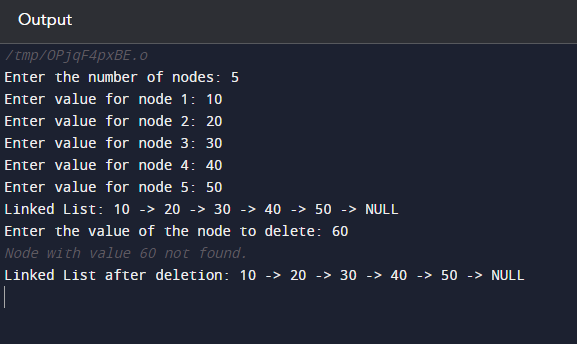 Output
/tmp/OPjqF4pxBE.o
Enter the number of nodes: 5
Enter value for node 1: 10
Enter value for node 2: 20
Enter value for node 3: 30
Enter value for node 4: 40
Enter value for node 5: 50
Linked List: 10 -> 20 -> 30 -> 40 -> 50 -> NULL
Enter the value of the node to delete: 60
Node with value 60 not found.
Linked List after deletion: 10 -> 20 -> 30 -> 40 -> 50 -> NULL